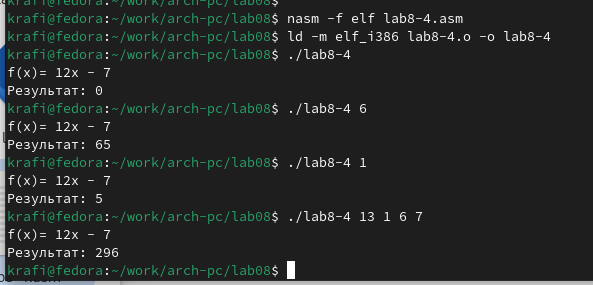 krafi@fedora:~/work/arch-pc/lab08$
krafi@fedora:~/work/arch-pc/lab08$ nasm -f elf lab8-4.asm
krafi@fedora:~/work/arch-pc/lab08$ ld -m elf_i386 lab8-4.o -o lab8-4
krafi@fedora:~/work/arch-pc/lab08$ ./lab8-4
f(x)= 12x - 7
Результат: 0
krafi@fedora:~/work/arch-pc/lab08$ ./lab8-4 6
f(x)= 12x - 7
Результат: 65
krafi@fedora:~/work/arch-pc/lab08$ ./lab8-4 1
f(x)= 12x - 7
Результат: 5
krafi@fedora:~/work/arch-pc/lab08$ ./lab8-4 13 1 6 7
f(x)= 12x - 7
Результат: 296
krafi@fedora:~/work/arch-pc/lab08$